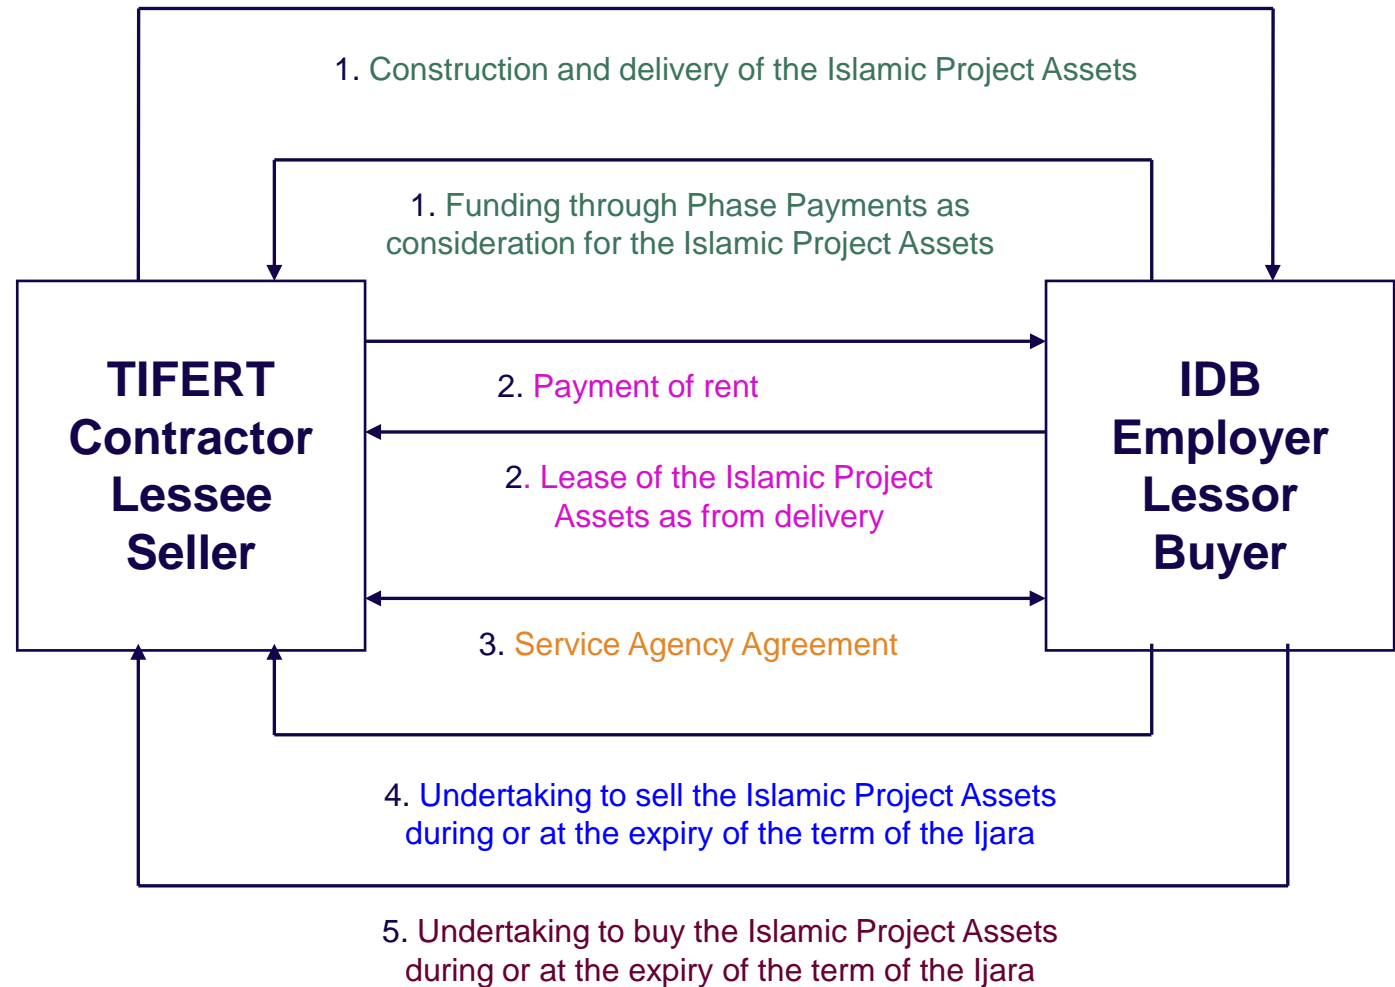 1. Construction and delivery of the Islamic Project Assets
1. Funding through Phase Payments as
consideration for the Islamic Project Assets
TIFERT
Contractor
Lessee
Seller
2. Payment of rent
2. Lease of the Islamic Project
Assets as from delivery
3. Service Agency Agreement
IDB
Employer
Lessor
Buyer
4. Undertaking to sell the Islamic Project Assets
during or at the expiry of the term of the Ijara
5. Undertaking to buy the Islamic Project Assets
during or at the expiry of the term of the Ijara